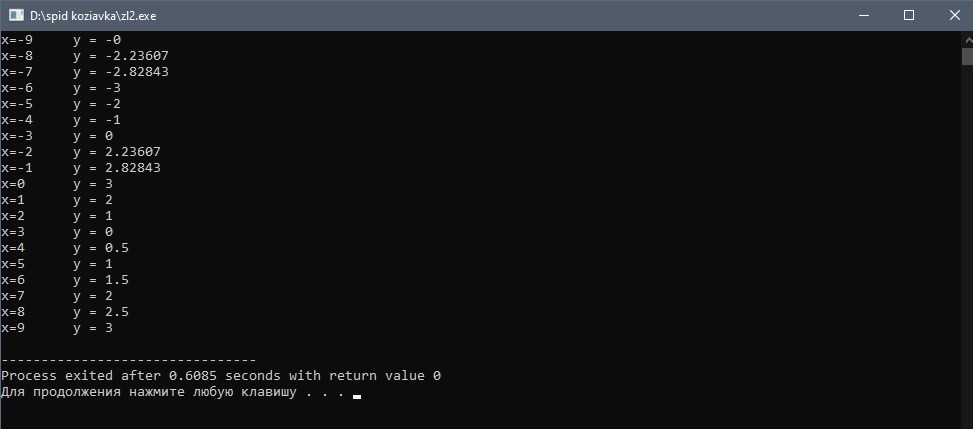 D:\spid koziavka\zl2.exe
x=-9     y = -0
x=-8     y = -2.23607
x=-7     y = -2.82843
x=-6     y = -3
x=-5     y = -2
x=-4     y = -1
x=-3     y = 0
x=-2     y = 2.23607
x=-1     y = 2.82843
x=0      y = 3
x=1      y = 2
x=2      y = 1
x=3      y = 0
x=4      y = 0.5
x=5      y = 1
x=6      y = 1.5
x=7      y = 2
x=8      y = 2.5
x=9      y = 3
--------------------------------
Process exited after 0.6085 seconds with return value 0
Для продолжения нажмите любую клавишу . . .